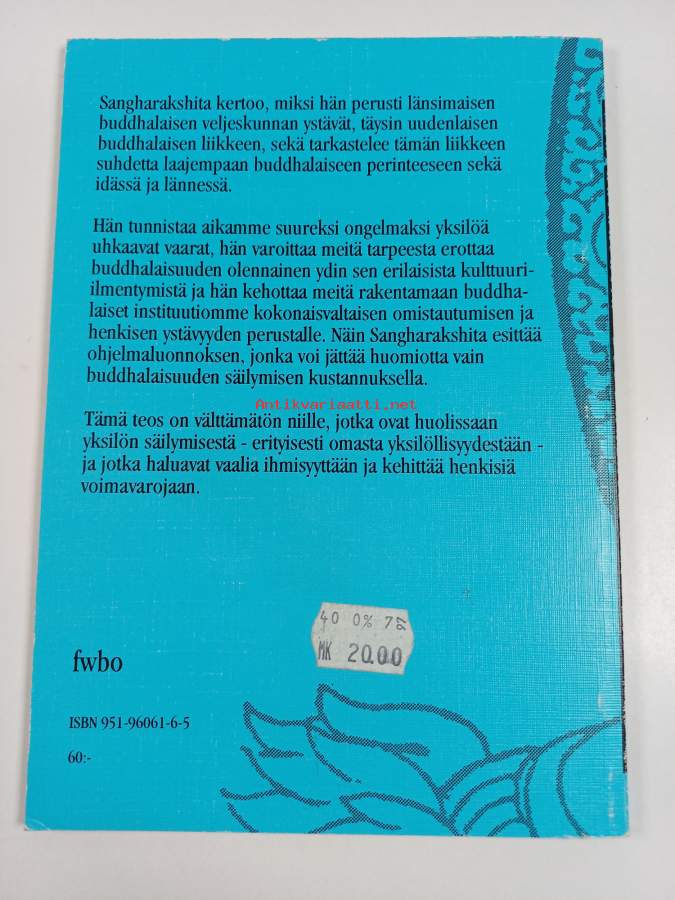 Sangharakshita kertoo, miksi hän perusti länsimaisen
buddhalaisen veljeskunnan ystävät, täysin uudenlaisen
buddhalaisen liikkeen, sekä tarkastelee tämän liikkeen
suhdetta laajempaan buddhalaiseen perinteeseen sekä
idässä ja lännessä.
Hän tunnistaa aikamme suureksi ongelmaksi yksilöä
uhkaavat vaarat, hän varoittaa meitä tarpeesta erottaa
buddhalaisuuden olennainen ydin sen erilaisista kulttuuri-
ilmentymistä ja hän kehottaa meitä rakentamaan buddha-
laiset instituutiomme kokonaisvaltaisen omistautumisen ja
henkisen ystävyyden perustalle. Näin Sangharakshita esittää
ohjelmaluonnoksen, jonka voi jättää huomiotta vain
buddhalaisuuden säilymisen kustannuksella.
Antikvariaatti.net
Tämä teos on välttämätön niille, jotka ovat huolissaan
yksilön säilymisestä - erityisesti omasta yksilöllisyydestään -
ja jotka haluavat vaalia ihmisyyttään ja kehittää henkisiä
voimavarojaan.
40 0% 7 97
MK 20.00
fwbo
ISBN 951-96061-6-5
60:-